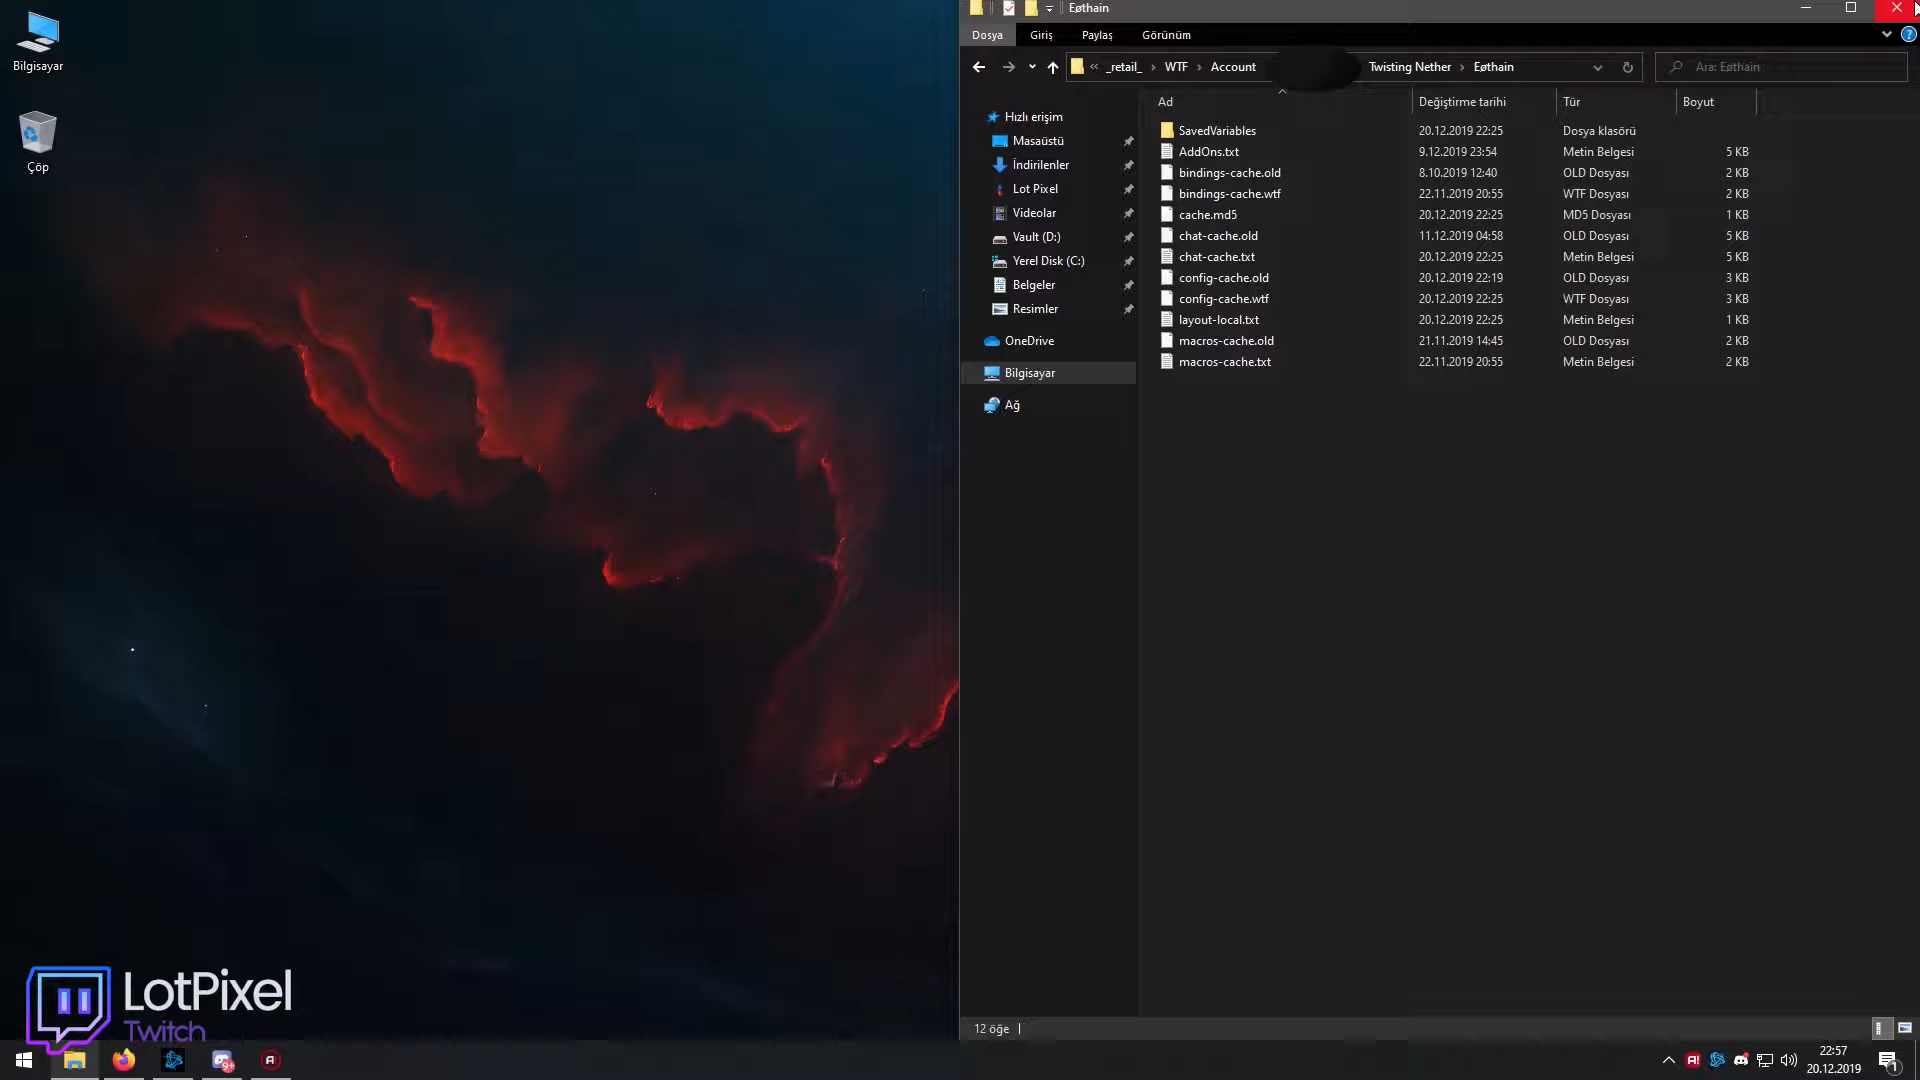 Bilgisayar
Çöp
Eøthain
Dosya Giriş Paylaş Görünüm
« _retail_ › WTF › Account Twisting Nether › Eøthain
Ara: Eøthain
Hızlı erişim
Masaüstü
İndirilenler
Lot Pixel
Videolar
Vault (D:)
Yerel Disk (C:)
Belgeler
Resimler
OneDrive
Bilgisayar
Ağ
Ad Değiştirme tarihi Tür Boyut
SavedVariables 20.12.2019 22:25 Dosya klasörü
AddOns.txt 9.12.2019 23:54 Metin Belgesi 5 KB
bindings-cache.old 8.10.2019 12:40 OLD Dosyası 2 KB
bindings-cache.wtf 22.11.2019 20:55 WTF Dosyası 2 KB
cache.md5 20.12.2019 22:25 MD5 Dosyası 1 KB
chat-cache.old 11.12.2019 04:58 OLD Dosyası 5 KB
chat-cache.txt 20.12.2019 22:25 Metin Belgesi 5 KB
config-cache.old 20.12.2019 22:19 OLD Dosyası 3 KB
config-cache.wtf 20.12.2019 22:25 WTF Dosyası 3 KB
layout-local.txt 20.12.2019 22:25 Metin Belgesi 1 KB
macros-cache.old 21.11.2019 14:45 OLD Dosyası 2 KB
macros-cache.txt 22.11.2019 20:55 Metin Belgesi 2 KB
12 öğe
LotPixel
Twitch
9+
A!
22:57
20.12.2019
1